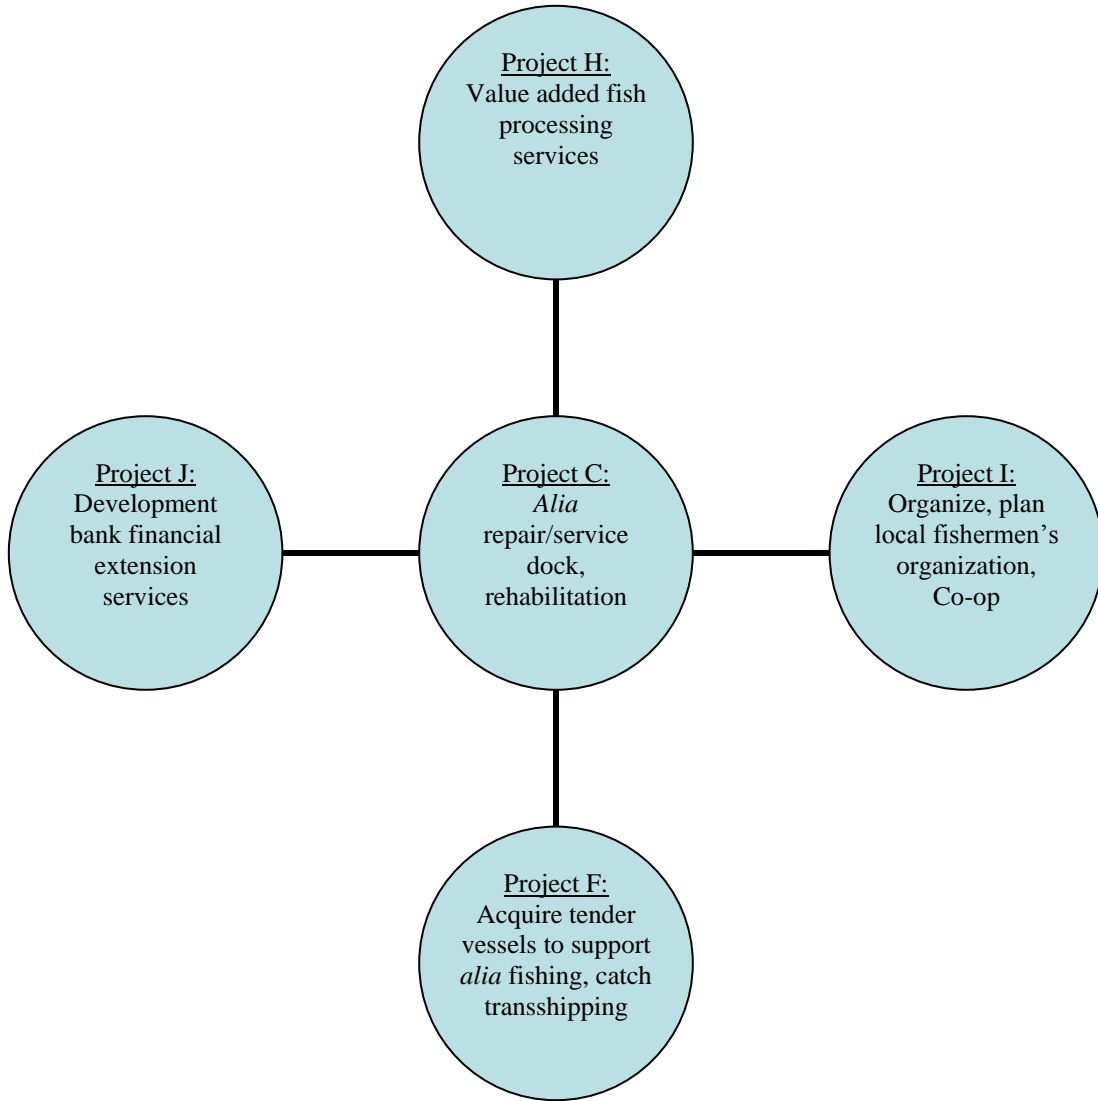 Project H:
Value added fish
processing
services
Project J:
Development
bank financial
extension
services
Project C:
Alia
repair/service
dock,
rehabilitation
Project I:
Organize, plan
local fishermen’s
organization,
Co-op
Project F:
Acquire tender
vessels to support
alia fishing, catch
transshipping